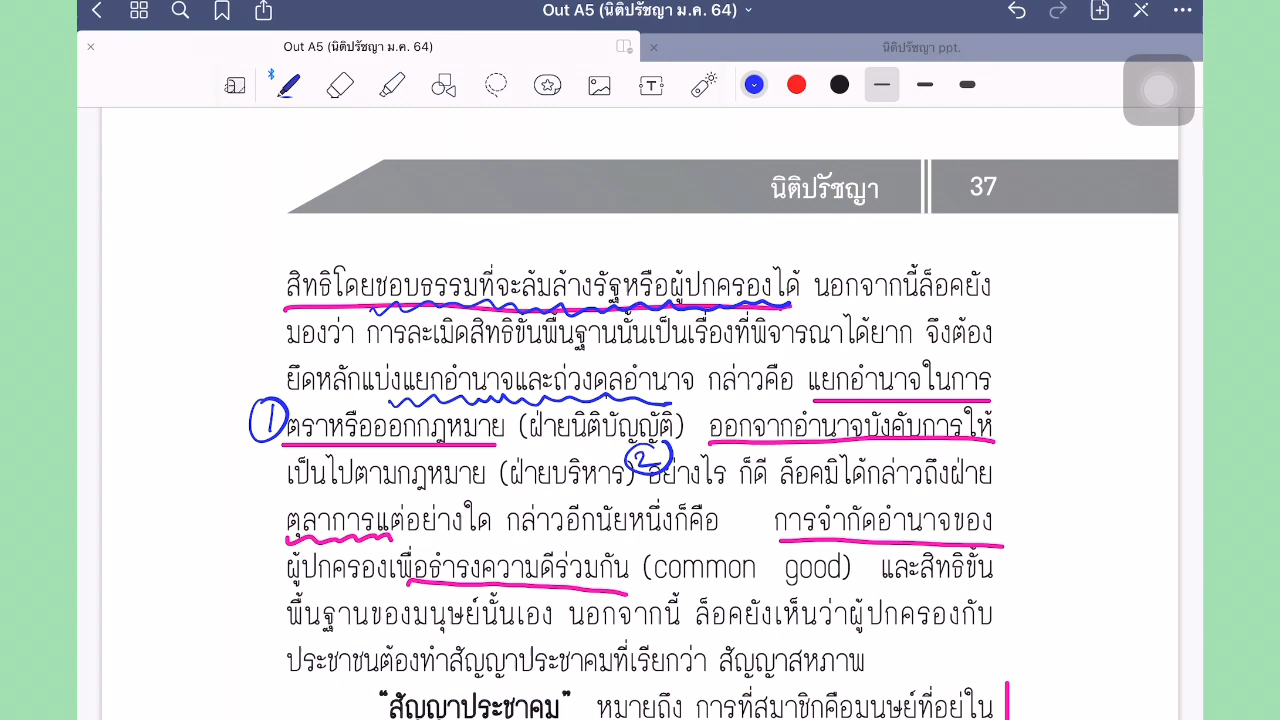 Out A5 (นิติปรัชญา ม.ค. 64)
Out A5 (นิติปรัชญา ม.ค. 64)
นิติปรัชญา ppt.
นิติปรัชญา 37
สิทธิโดยชอบธรรมที่จะล้มล้างรัฐหรือผู้ปกครองได้ นอกจากนี้ล็อคยัง
มองว่า การละเมิดสิทธิขั้นพื้นฐานนั้นเป็นเรื่องที่พิจารณาได้ยาก จึงต้อง
ยึดหลักแบ่งแยกอำนาจและถ่วงดุลอำนาจ กล่าวคือ แยกอำนาจในการ
1 ตราหรือออกกฎหมาย (ฝ่ายนิติบัญญัติ) ออกจากอำนาจบังคับการให้
2
เป็นไปตามกฎหมาย (ฝ่ายบริหาร) อย่างไร ก็ดี ล็อคมิได้กล่าวถึงฝ่าย
ตุลาการแต่อย่างใด กล่าวอีกนัยหนึ่งก็คือ การจำกัดอำนาจของ
ผู้ปกครองเพื่อธำรงความดีร่วมกัน (common good) และสิทธิขั้น
พื้นฐานของมนุษย์นั้นเอง นอกจากนี้ ล็อคยังเห็นว่าผู้ปกครองกับ
ประชาชนต้องทำสัญญาประชาคมที่เรียกว่า สัญญาสหภาพ
“สัญญาประชาคม” หมายถึง การที่สมาชิกคือมนุษย์ที่อยู่ใน